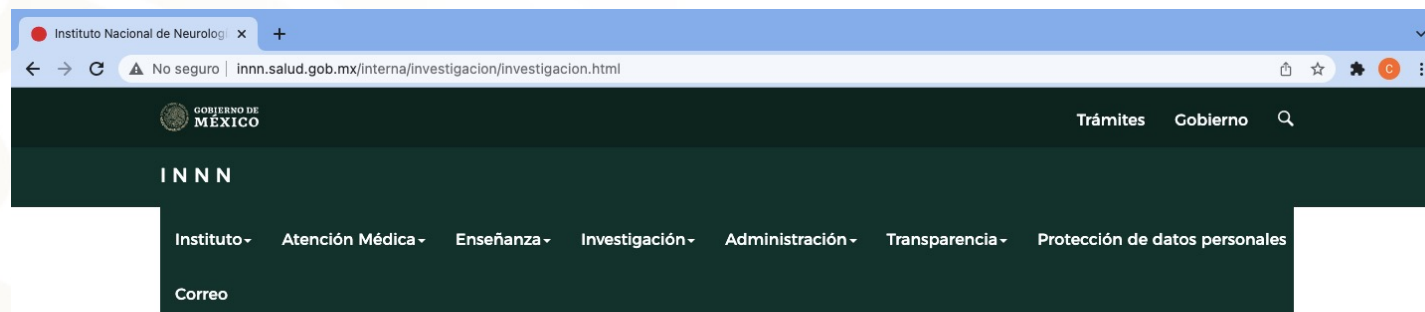 Instituto Nacional de Neurologí
No seguro | innn.salud.gob.mx/interna/investigacion/investigacion.html
C
GOBIERNO DE
MÉXICO
Trámites Gobierno
INNN
Instituto Atención Médica Enseñanza Investigación Administración Transparencia Protección de datos personales
Correo